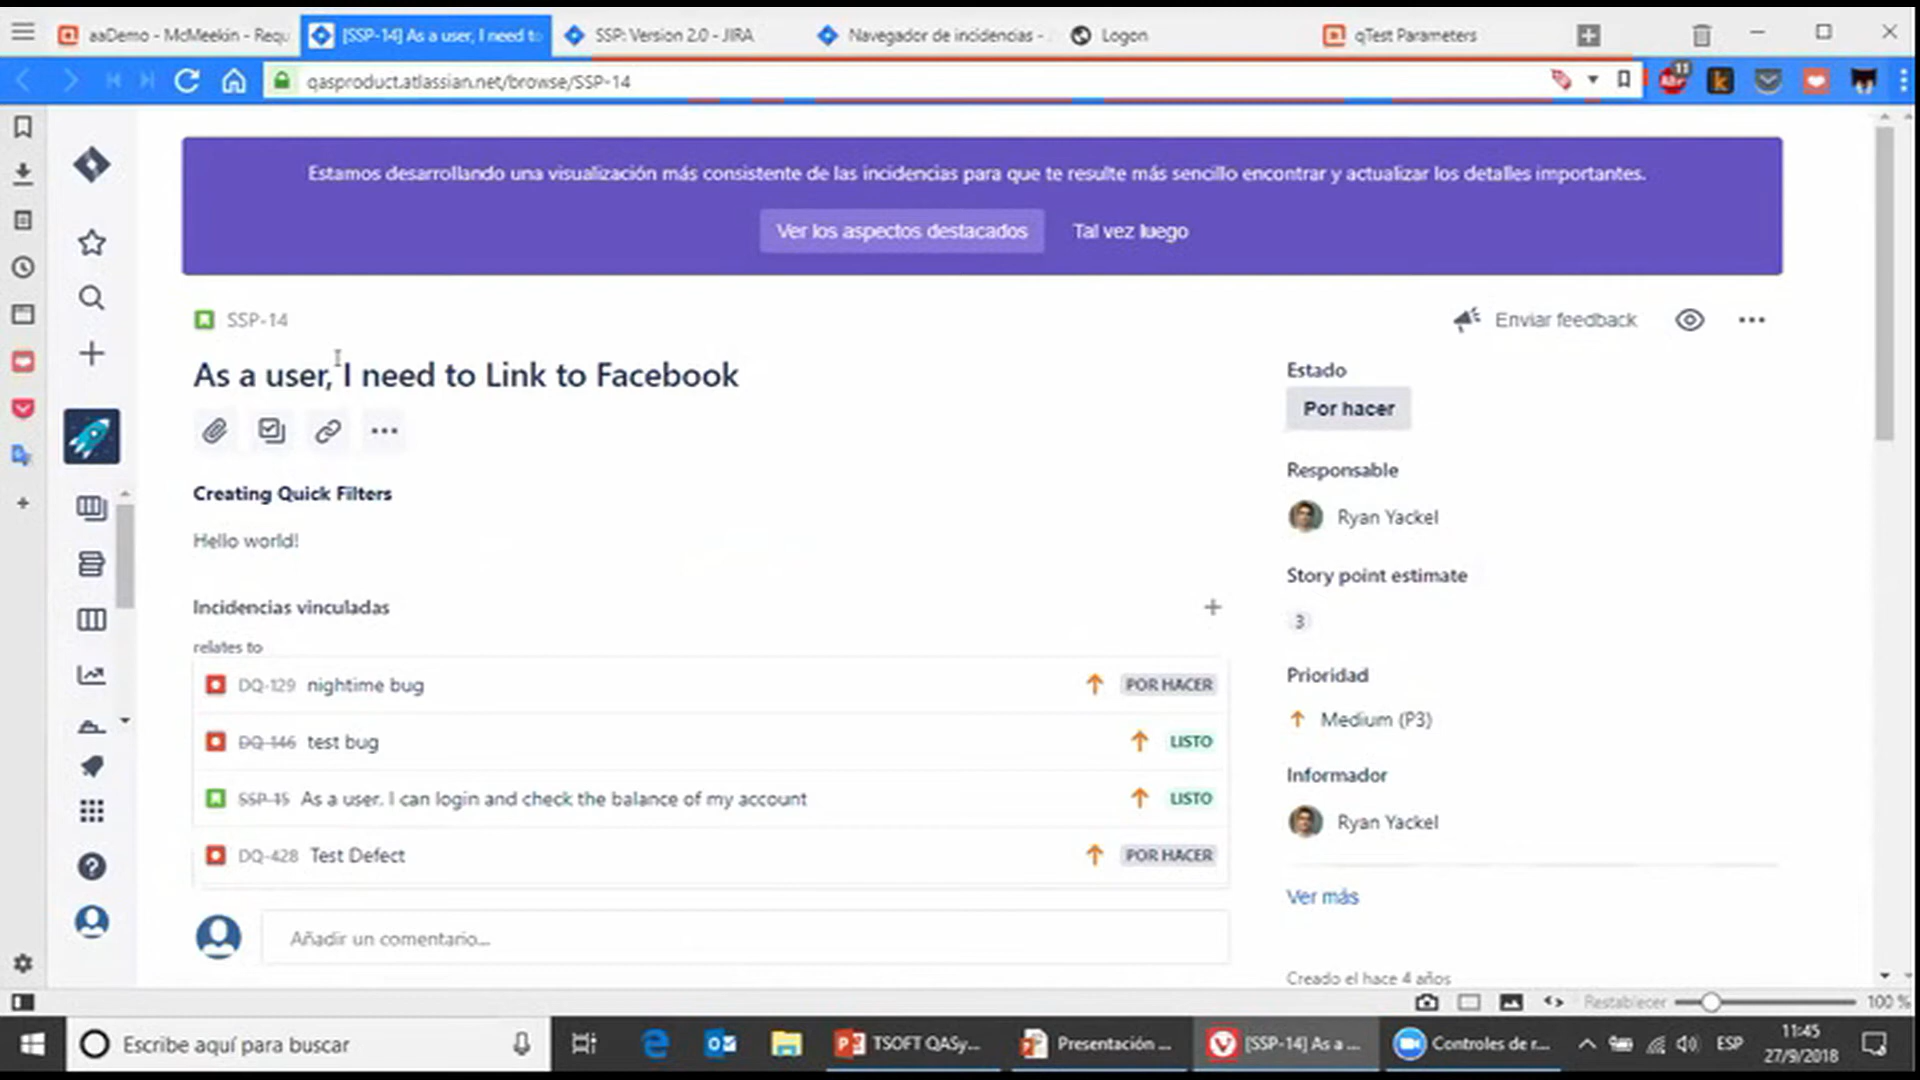 aaDemo - McMeekin - Requ
[SSP-14] As a user, I need to
SSP: Version 2.0 - JIRA
Navegador de incidencias -
Logon
qTest Parameters
qasproduct.atlassian.net/browse/SSP-14
11
Estamos desarrollando una visualización más consistente de las incidencias para que te resulte más sencillo encontrar y actualizar los detalles importantes.
Ver los aspectos destacados
Tal vez luego
SSP-14
Enviar feedback
As a user, I need to Link to Facebook
Estado
Por hacer
Creating Quick Filters
Hello world!
Responsable
Ryan Yackel
Story point estimate
3
Incidencias vinculadas
relates to
DQ-129 nightime bug POR HACER
DQ-146 test bug LISTO
SSP-15 As a user, I can login and check the balance of my account LISTO
DQ-428 Test Defect POR HACER
Prioridad
Medium (P3)
Informador
Ryan Yackel
Ver más
Añadir un comentario...
Creado el hace 4 años
Restablecer
100 %
Escribe aquí para buscar
TSOFT QASy...
Presentación ...
[SSP-14] As a ...
Controles de r...
ESP
11:45
27/9/2018